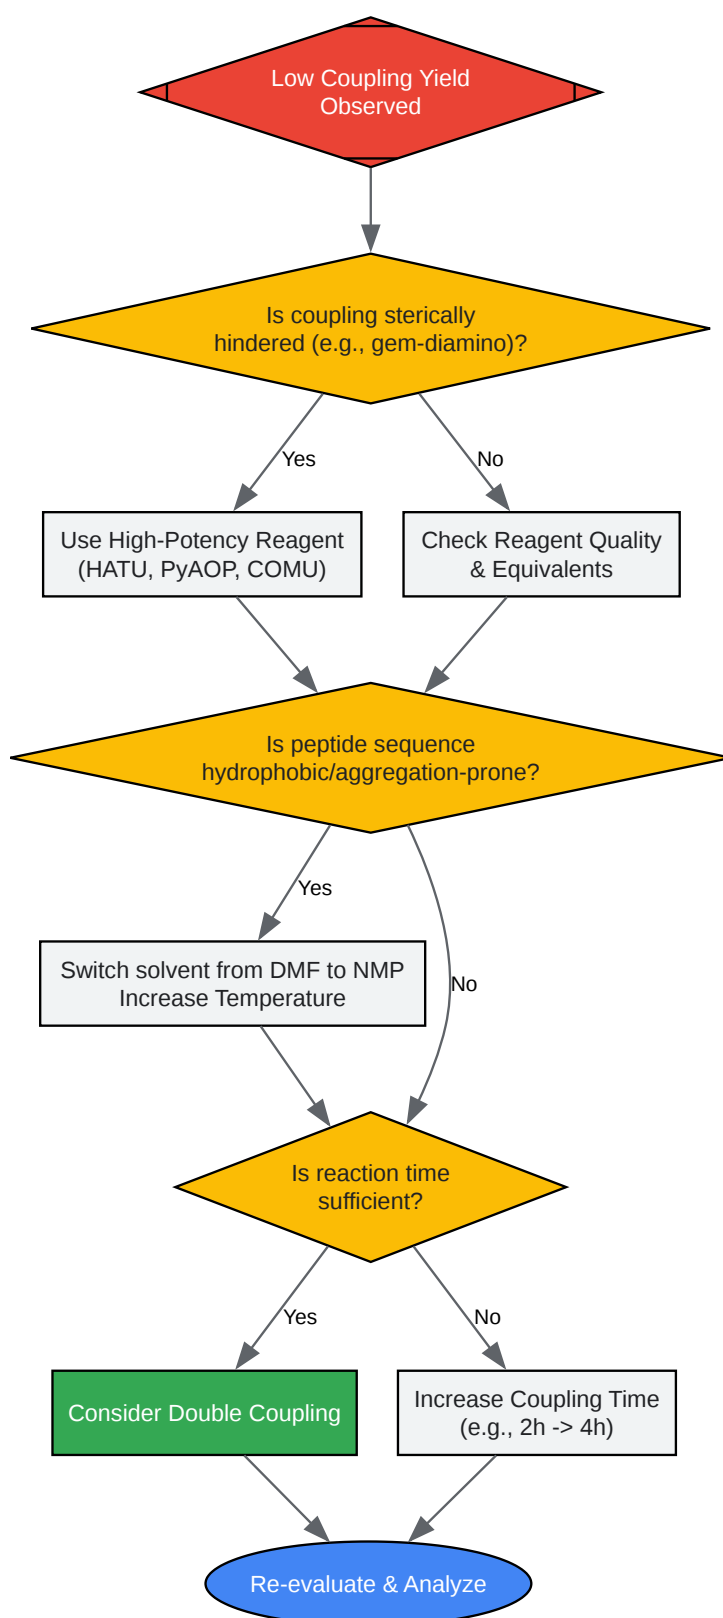 Low Coupling Yield
Observed
Is coupling sterically
hindered (e.g., gem-diamino)?
Yes
No
Use High-Potency Reagent
(HATU, PyAOP, COMU)
Check Reagent Quality
& Equivalents
Is peptide sequence
hydrophobic/aggregation-prone?
Yes
Switch solvent from DMF to NMP
Increase Temperature
No
Is reaction time
sufficient?
Yes
No
Consider Double Coupling
Increase Coupling Time
(e.g., 2h -> 4h)
Re-evaluate & Analyze